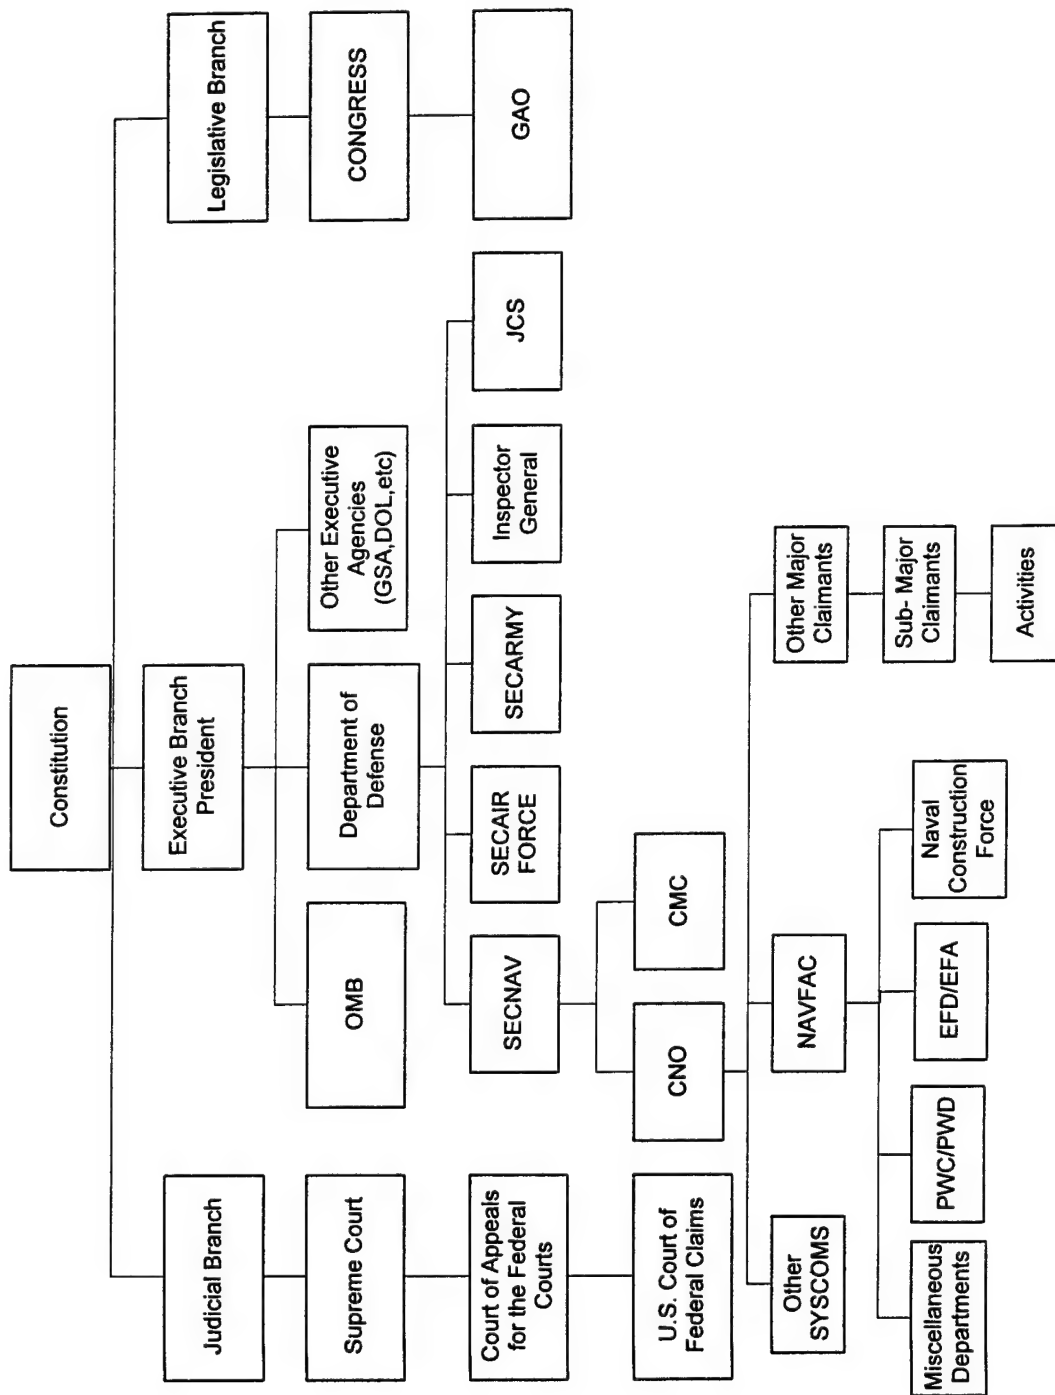 Constitution
Judicial Branch
Executive Branch
President
Legislative Branch
Supreme Court
OMB
Department of
Defense
Other Executive
Agencies
(GSA,DOL,etc)
CONGRESS
Court of Appeals
for the Federal
Courts
SECNAV
SECAIR
FORCE
SECARMY
Inspector
General
JCS
GAO
U.S. Court of
Federal Claims
CNO
CMC
Other
SYSCOMS
NAVFAC
Other Major
Claimants
Miscellaneous
Departments
PWC/PWD
EFD/EFA
Naval
Construction
Force
Sub- Major
Claimants
Activities